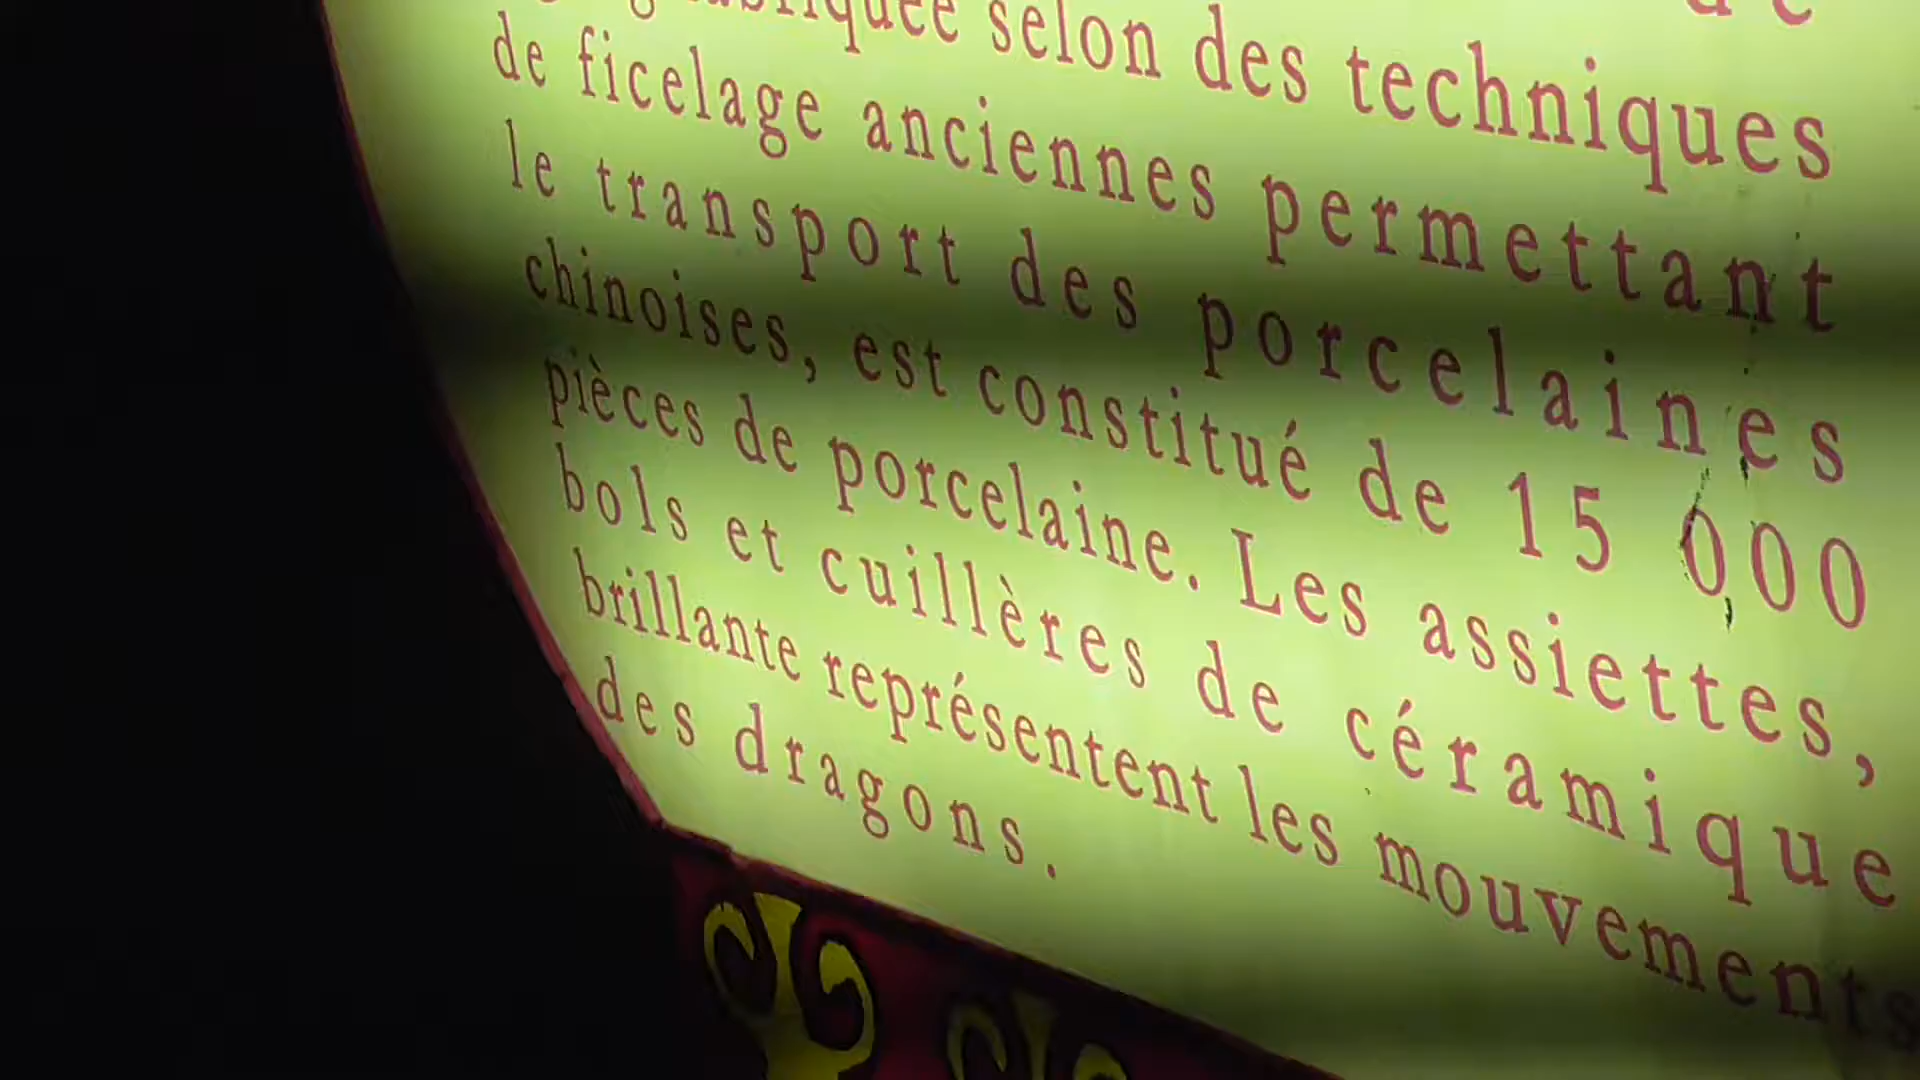 selon des techniques
de ficelage anciennes permettant
le transport des porcelaines
chinoises, est constitué de 15 000
pièces de porcelaine. Les assiettes,
bols et cuillères de céramique
brillante représentent les mouvements
des dragons.